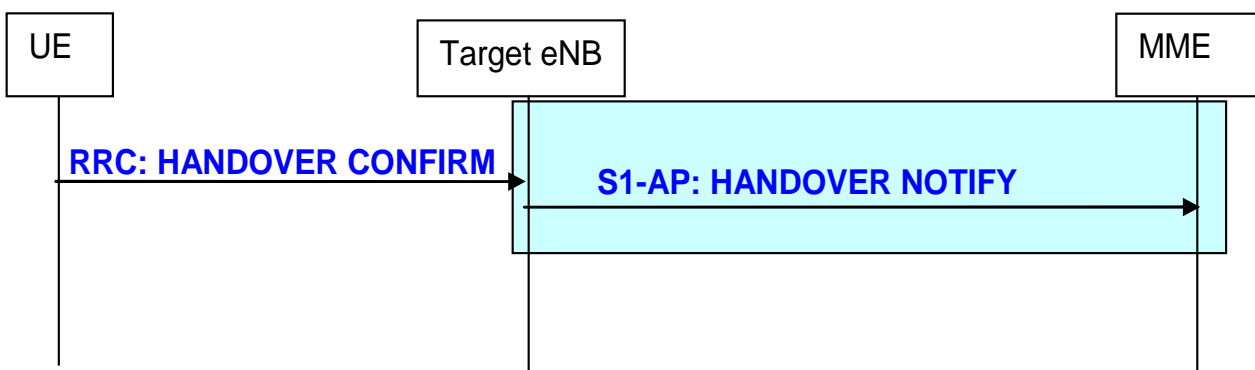 UE
Target eNB
MME
RRC: HANDOVER CONFIRM
S1-AP: HANDOVER NOTIFY